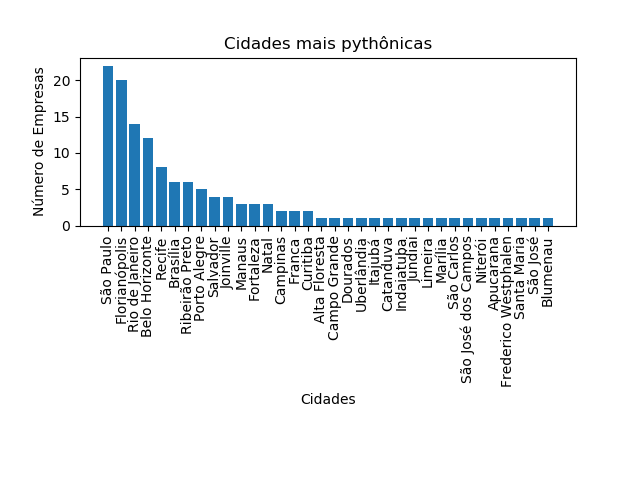 Cidades mais pythônicas
Número de Empresas
20
15
10
5
0
São Paulo
Florianópolis
Rio de Janeiro
Belo Horizonte
Recife
Brasília
Ribeirão Preto
Porto Alegre
Salvador
Joinville
Manaus
Fortaleza
Natal
Campinas
Franca
Curitiba
Alta Floresta
Campo Grande
Dourados
Uberlândia
Itajubá
Catanduva
Indaiatuba
Jundiai
Limeira
Marília
São Carlos
São José dos Campos
Niterói
Apucarana
Frederico Westphalen
Santa Maria
São José
Blumenau
Cidades